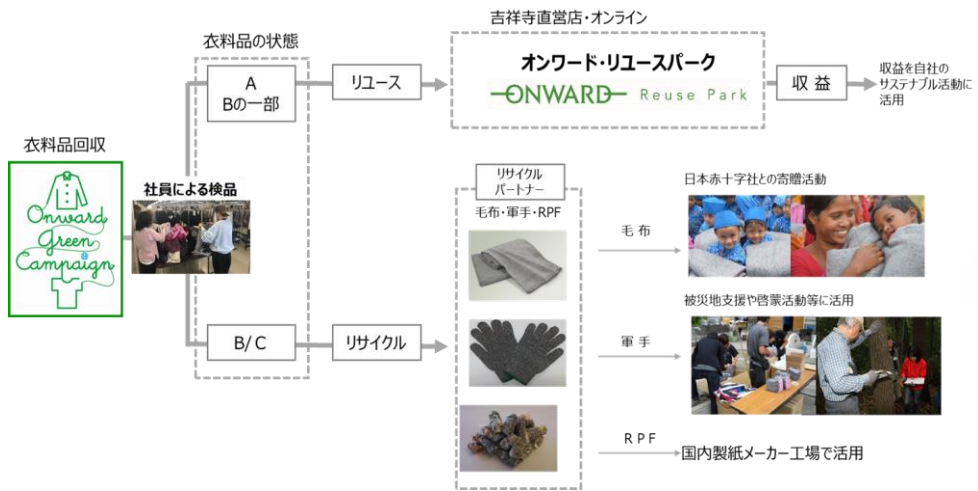 吉祥寺直営店・オンライン
衣料品の状態
オンワード・リユースパーク
ONWARD Reuse Park
A
Bの一部
リユース
収 益
収益を自社の
サステナブル活動に
活用
衣料品回収
Onward
Green
Campaign
社員による検品
リサイクル
パートナー
毛布・軍手・RPF
日本赤十字社との寄贈活動
毛 布
被災地支援や啓蒙活動等に活用
B/C
リサイクル
軍 手
R P F
国内製紙メーカー工場で活用